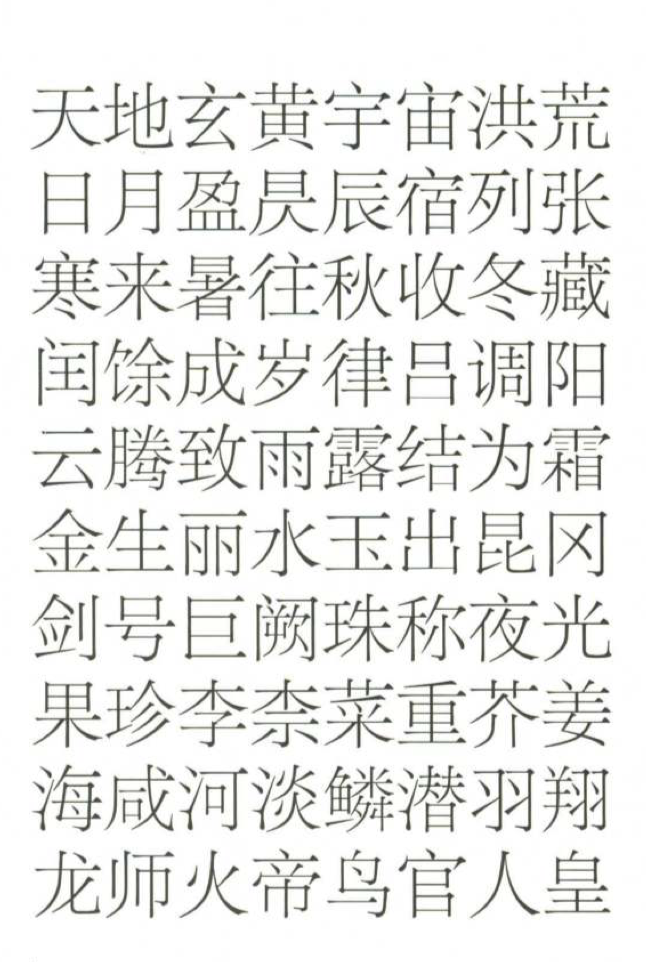 天地玄黄宇宙洪荒
日月盈昃辰宿列张
寒来暑往秋收冬藏
闰馀成岁律吕调阳
云腾致雨露结为霜
金生丽水玉出昆冈
剑号巨阙珠称夜光
果珍李柰菜重芥姜
海咸河淡鳞潜羽翔
龙师火帝鸟官人皇